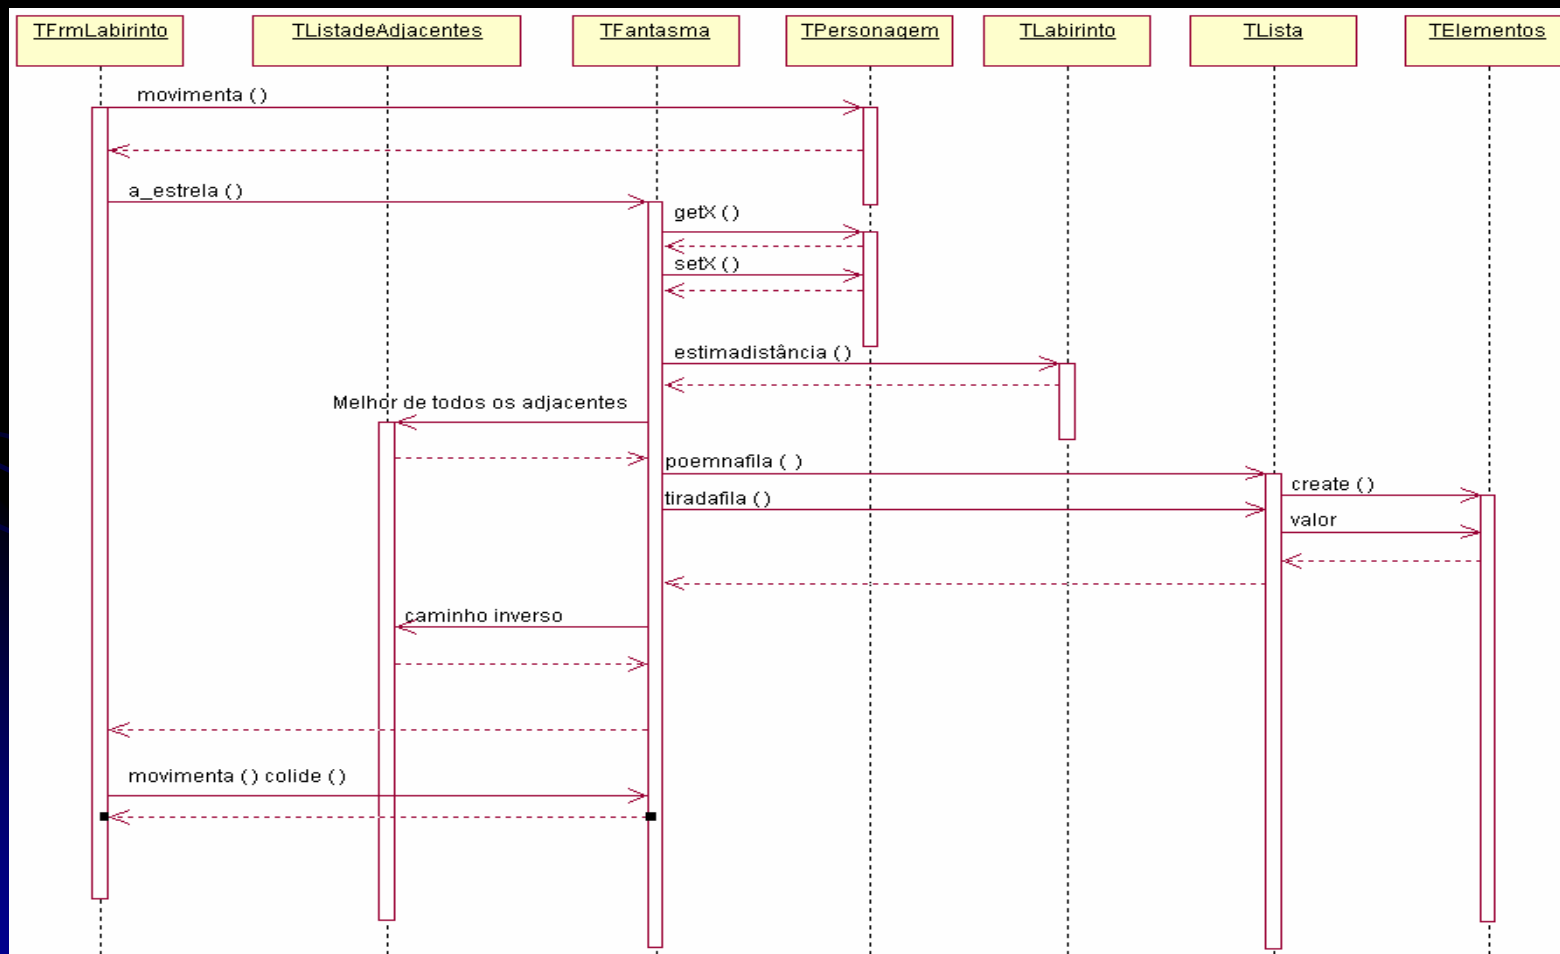 TFrmLabirinto
TListadeAdjacentes
TFantasma
TPersonagem
TLabirinto
TLista
TElementos
movimenta ()
a_estrela ()
getX ()
setX ()
estimadistância ()
Melhor de todos os adjacentes
poemnafila ( )
create ()
tiradafila ()
valor
caminho inverso
movimenta () colide ()